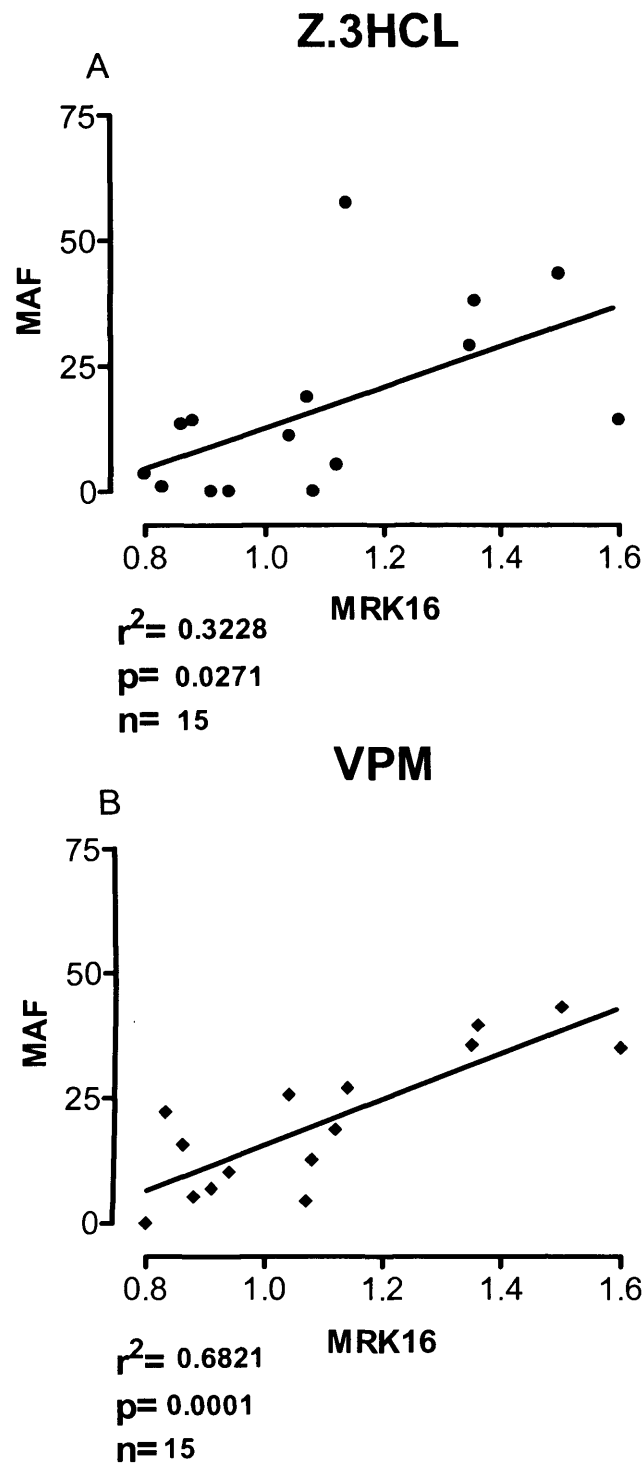 Z.3HCL
A
75
50
25
0
MAF
0.8 1.0 1.2 1.4 1.6
MRK16
r²= 0.3228
p= 0.0271
n= 15
VPM
B
75
50
25
0
MAF
0.8 1.0 1.2 1.4 1.6
MRK16
r²= 0.6821
p= 0.0001
n= 15